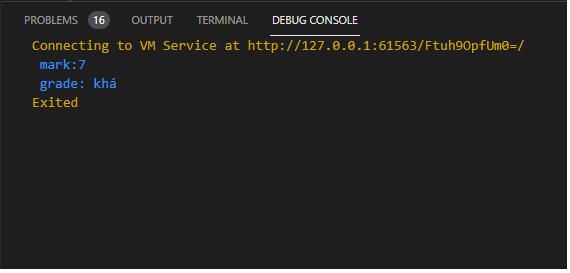 PROBLEMS 16 OUTPUT TERMINAL DEBUG CONSOLE
Connecting to VM Service at http://127.0.0.1:61563/Ftuh9OpfUm0=/
mark:7
grade: khá
Exited